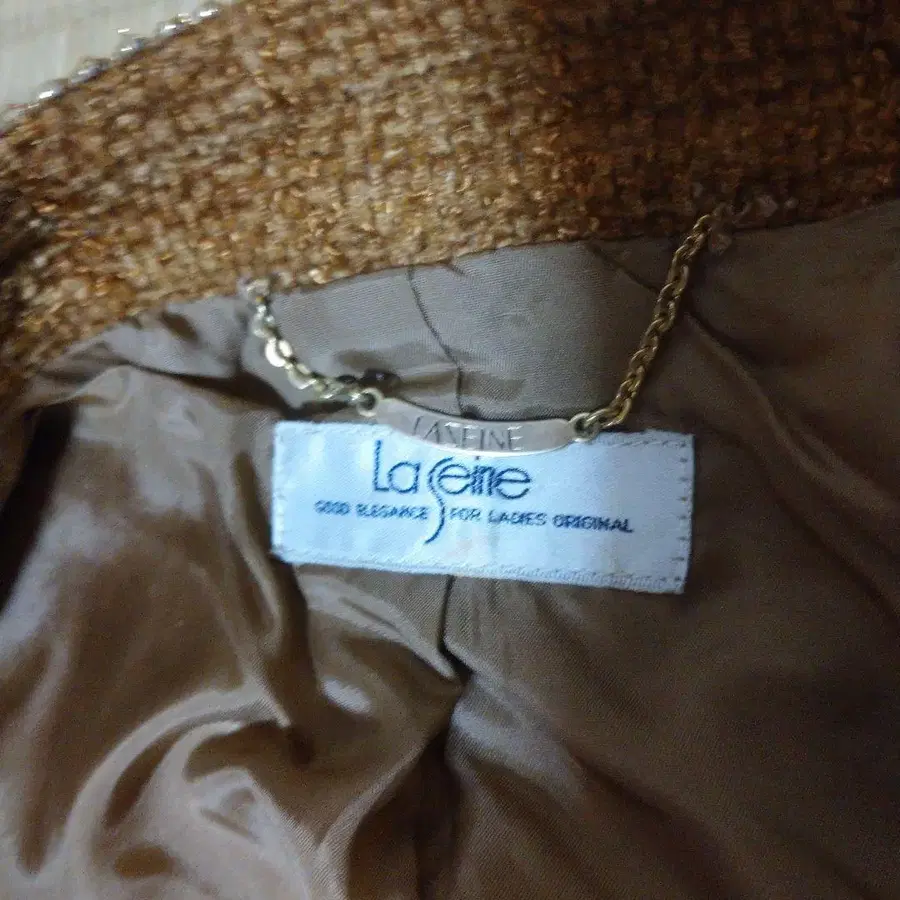 LASEINE
La Seine
GOOD ELEGANCE FOR LADIES ORIGINAL